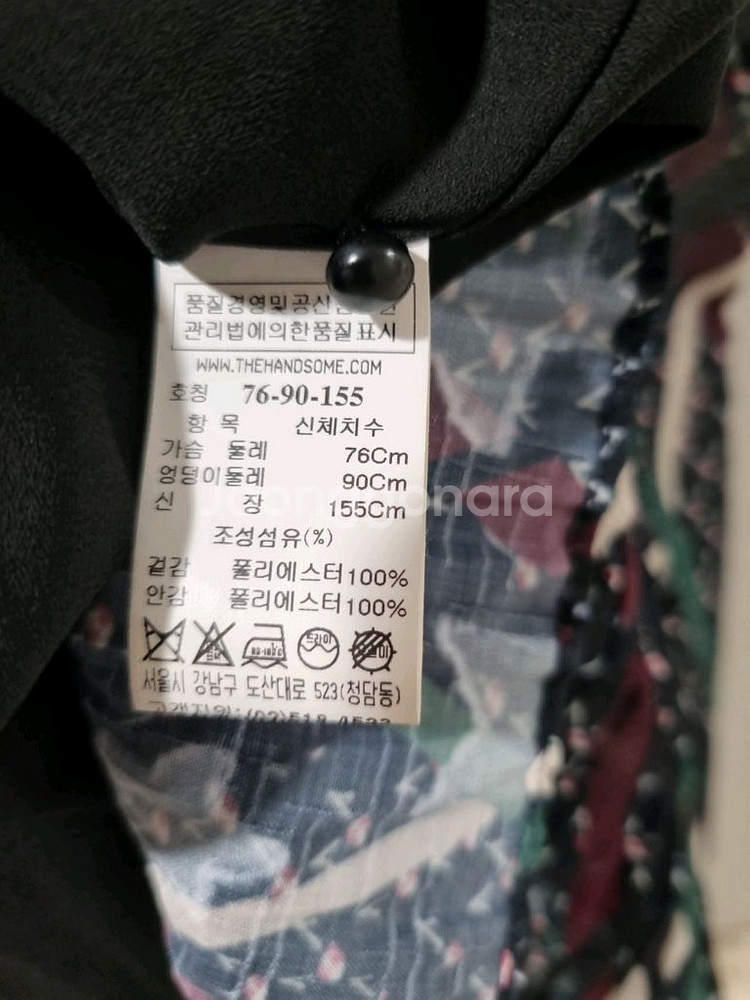 품질경영및공산
관리법에의한품질표시
WWW.THEHANDSOME.COM
호칭 76-90-155
항 목 신체치수
가슴 둘레 76Cm
엉덩이둘레 90Cm
신 장 155Cm
조성섬유(%)
겉감 폴리에스터100%
안감 폴리에스터100%
드라이
서울시 강남구 도산대로 523(청담동)